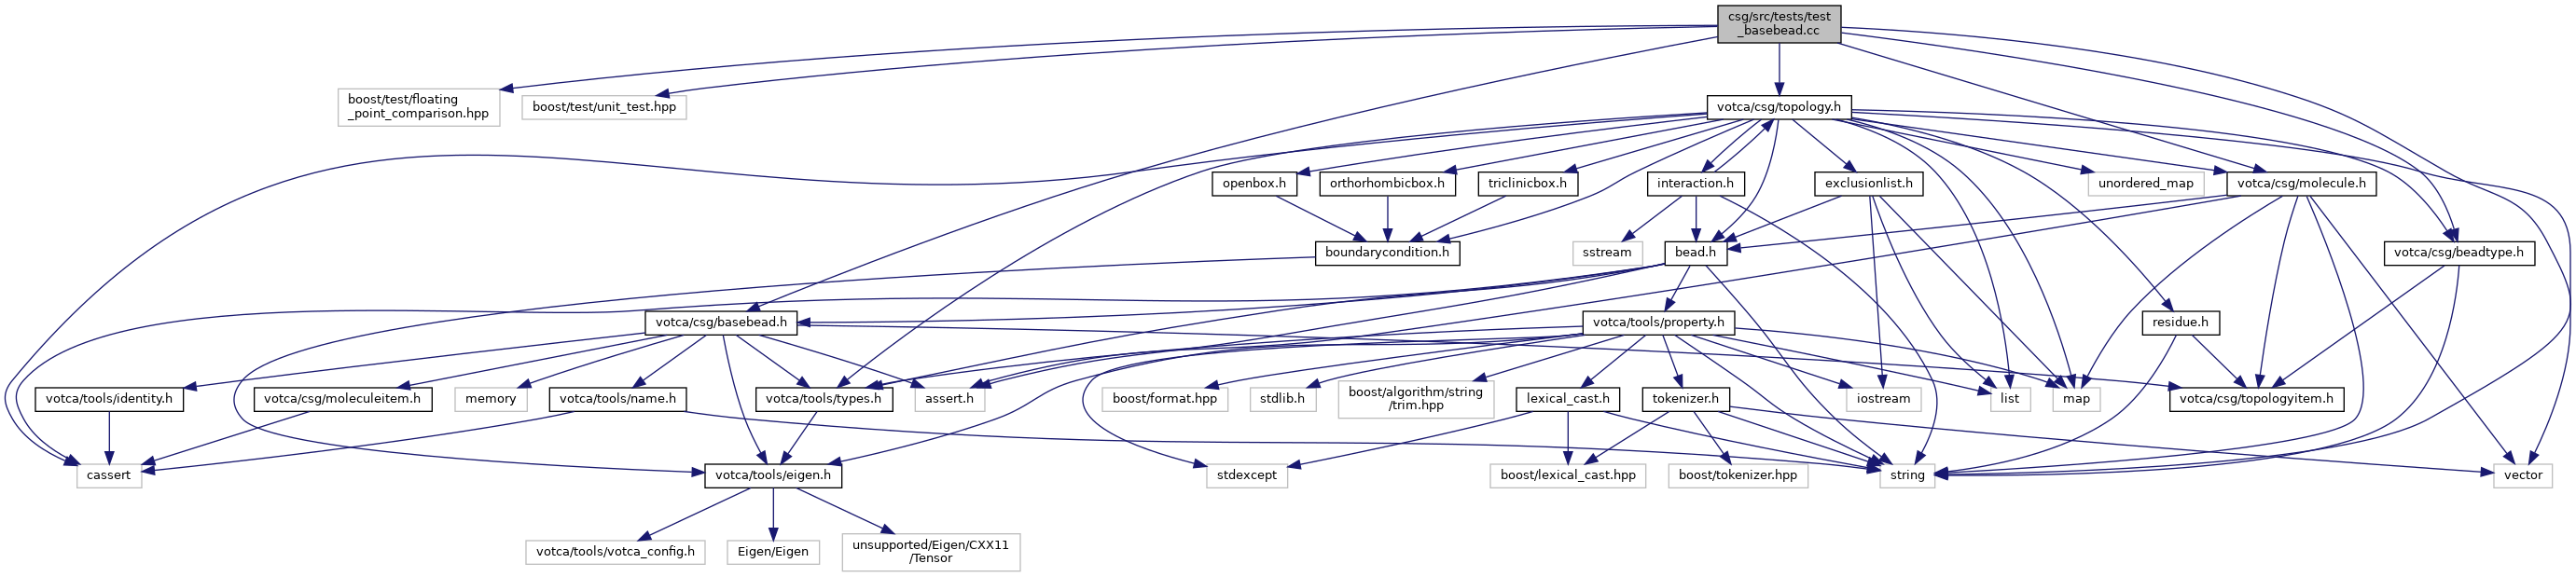 csg/src/tests/test
_basebead.cc
boost/test/floating
_point_comparison.hpp
boost/test/unit_test.hpp
votca/csg/topology.h
openbox.h
orthorhombicbox.h
triclinicbox.h
interaction.h
exclusionlist.h
unordered_map
votca/csg/molecule.h
boundarycondition.h
sstream
bead.h
votca/csg/beadtype.h
votca/csg/basebead.h
votca/tools/property.h
residue.h
votca/tools/identity.h
votca/csg/moleculeitem.h
memory
votca/tools/name.h
votca/tools/types.h
assert.h
boost/format.hpp
stdlib.h
boost/algorithm/string
/trim.hpp
lexical_cast.h
tokenizer.h
iostream
list
map
votca/csg/topologyitem.h
cassert
votca/tools/eigen.h
stdexcept
boost/lexical_cast.hpp
boost/tokenizer.hpp
string
vector
votca/tools/votca_config.h
Eigen/Eigen
unsupported/Eigen/CXX11
/Tensor